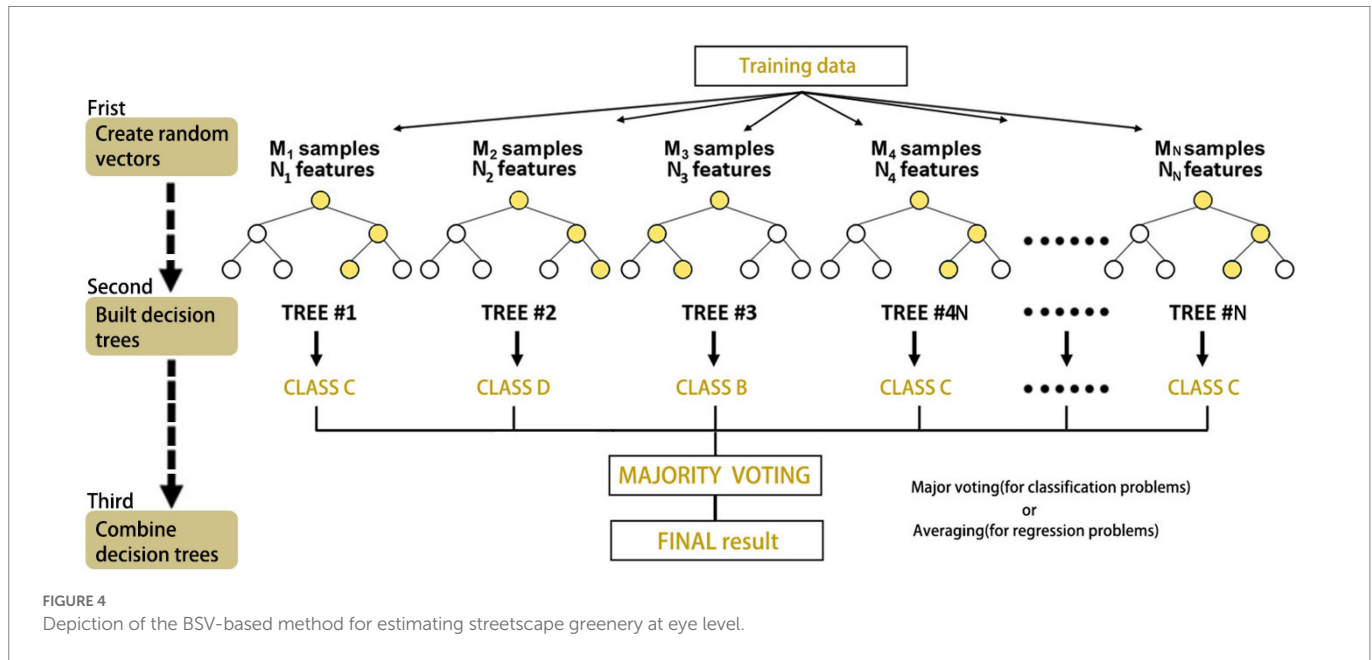 Training data
Frist
Create random
vectors
M₁ samples
N₁ features
M₂ samples
N₂ features
M₃ samples
N₃ features
M₄ samples
N₄ features
Mɴ samples
Nɴ features
Second
Built decision
trees
TREE #1
TREE #2
TREE #3
TREE #4N
TREE #N
CLASS C
CLASS D
CLASS B
CLASS C
CLASS C
MAJORITY VOTING
Major voting(for classification problems)
or
Averaging(for regression problems)
Third
Combine
decision trees
FINAL result
FIGURE 4
Depiction of the BSV-based method for estimating streetscape greenery at eye level.